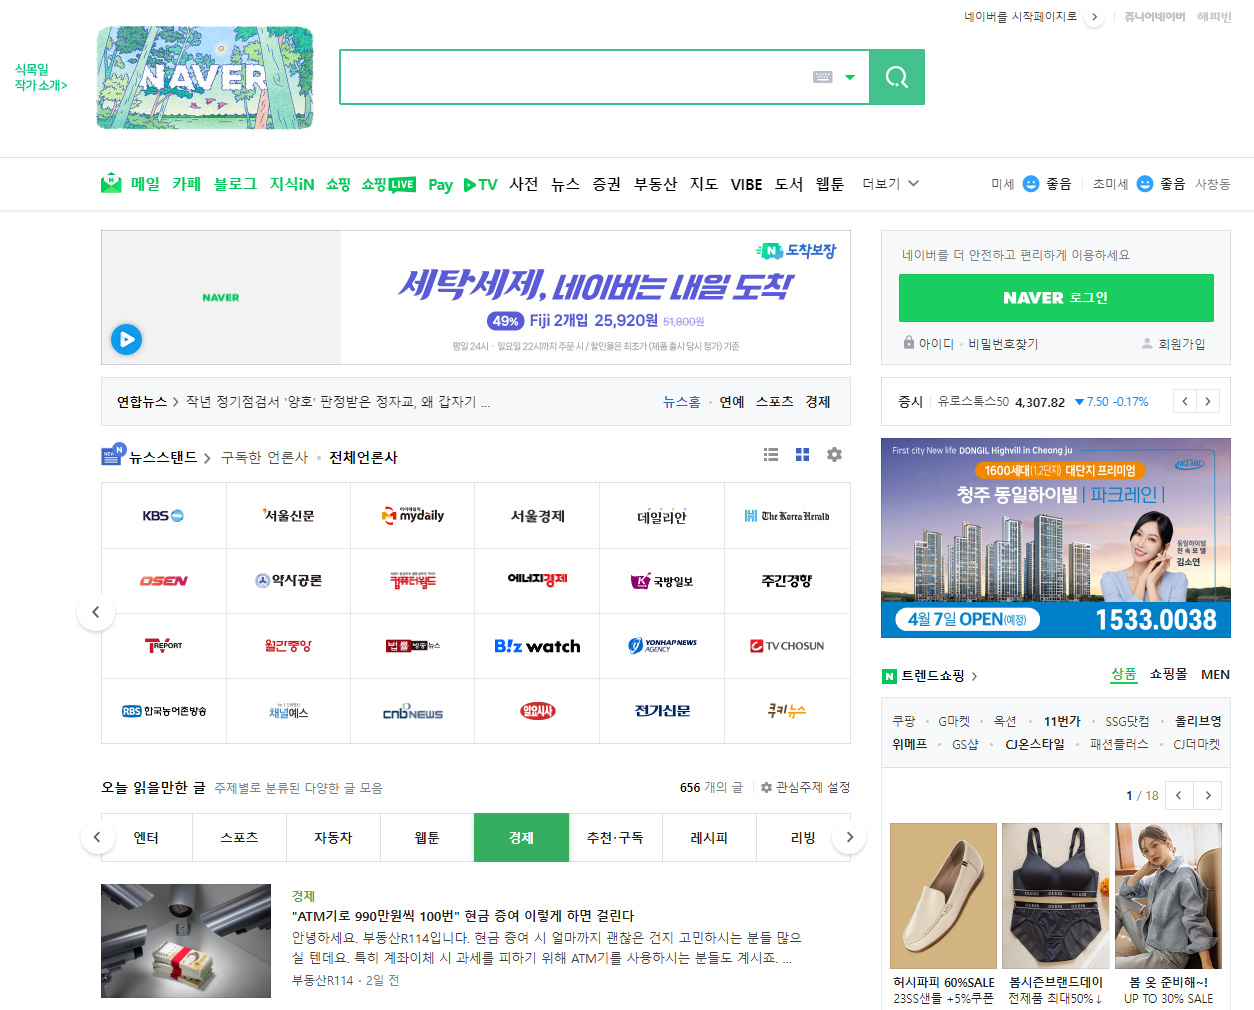 네이버를 시작페이지로
쥬니어네이버 해피빈
식목일
작가 소개>
NAVER
메일 카페 블로그 지식iN 쇼핑 쇼핑LIVE Pay TV 사전 뉴스 증권 부동산 지도 VIBE 도서 웹툰 더보기
미세 좋음 초미세 좋음 사창동
NAVER
N 도착보장
세탁세제, 네이버는 내일 도착
49% Fiji 2개입 25,920원 51,800원
평일 24시 · 일요일 22시까지 주문 시 / 할인율은 최초가 (제품 출시 당시 정가) 기준
네이버를 더 안전하고 편리하게 이용하세요
NAVER 로그인
아이디 · 비밀번호찾기
회원가입
연합뉴스 > 작년 정기점검서 '양호' 판정받은 정자교, 왜 갑자기 ...
뉴스홈 · 연예 스포츠 경제
증시 유로스톡스50 4,307.82 ▼7.50 -0.17%
NEW N 뉴스스탠드 > 구독한 언론사 · 전체언론사
KBS 서울신문 마이데일리 mydaily 서울경제 데일리안 The Korea Herald
OSEN 약사공론 컴퓨터월드 에너지경제 K 국방일보 주간경향
TREPORT 월간중앙 법률방송뉴스 B!z watch YONHAP NEWS AGENCY TV CHOSUN
RBS 한국농어촌방송 채널예스 cnbNEWS 일요시사 전기신문 쿠키뉴스
First city New life DONGIL Highvill in Cheong ju
1600세대(1,2단지) 대단지 프리미엄
청주 동일하이빌 | 파크레인 |
동일하이빌
전속모델
김소연
4월 7일 OPEN(예정) 1533.0038
N 트렌드쇼핑 >
상품 쇼핑몰 MEN
쿠팡 · G마켓 · 옥션 · 11번가 · SSG닷컴 · 올리브영
위메프 · GS샵 · CJ온스타일 · 패션플러스 · CJ더마켓
1 / 18
허시파피 60%SALE
23SS샌들 +5%쿠폰
봄시즌브랜드데이
전제품 최대50%↓
봄 옷 준비해~!
UP TO 30% SALE
오늘 읽을만한 글 주제별로 분류된 다양한 글 모음
656 개의 글 관심주제 설정
엔터 스포츠 자동차 웹툰 경제 추천·구독 레시피 리빙
경제
"ATM기로 990만원씩 100번" 현금 증여 이렇게 하면 걸린다
안녕하세요. 부동산R114입니다. 현금 증여 시 얼마까지 괜찮은 건지 고민하시는 분들 많으
실 텐데요. 특히 계좌이체 시 과세를 피하기 위해 ATM기를 사용하시는 분들도 계시죠. ...
부동산R114 · 2일 전